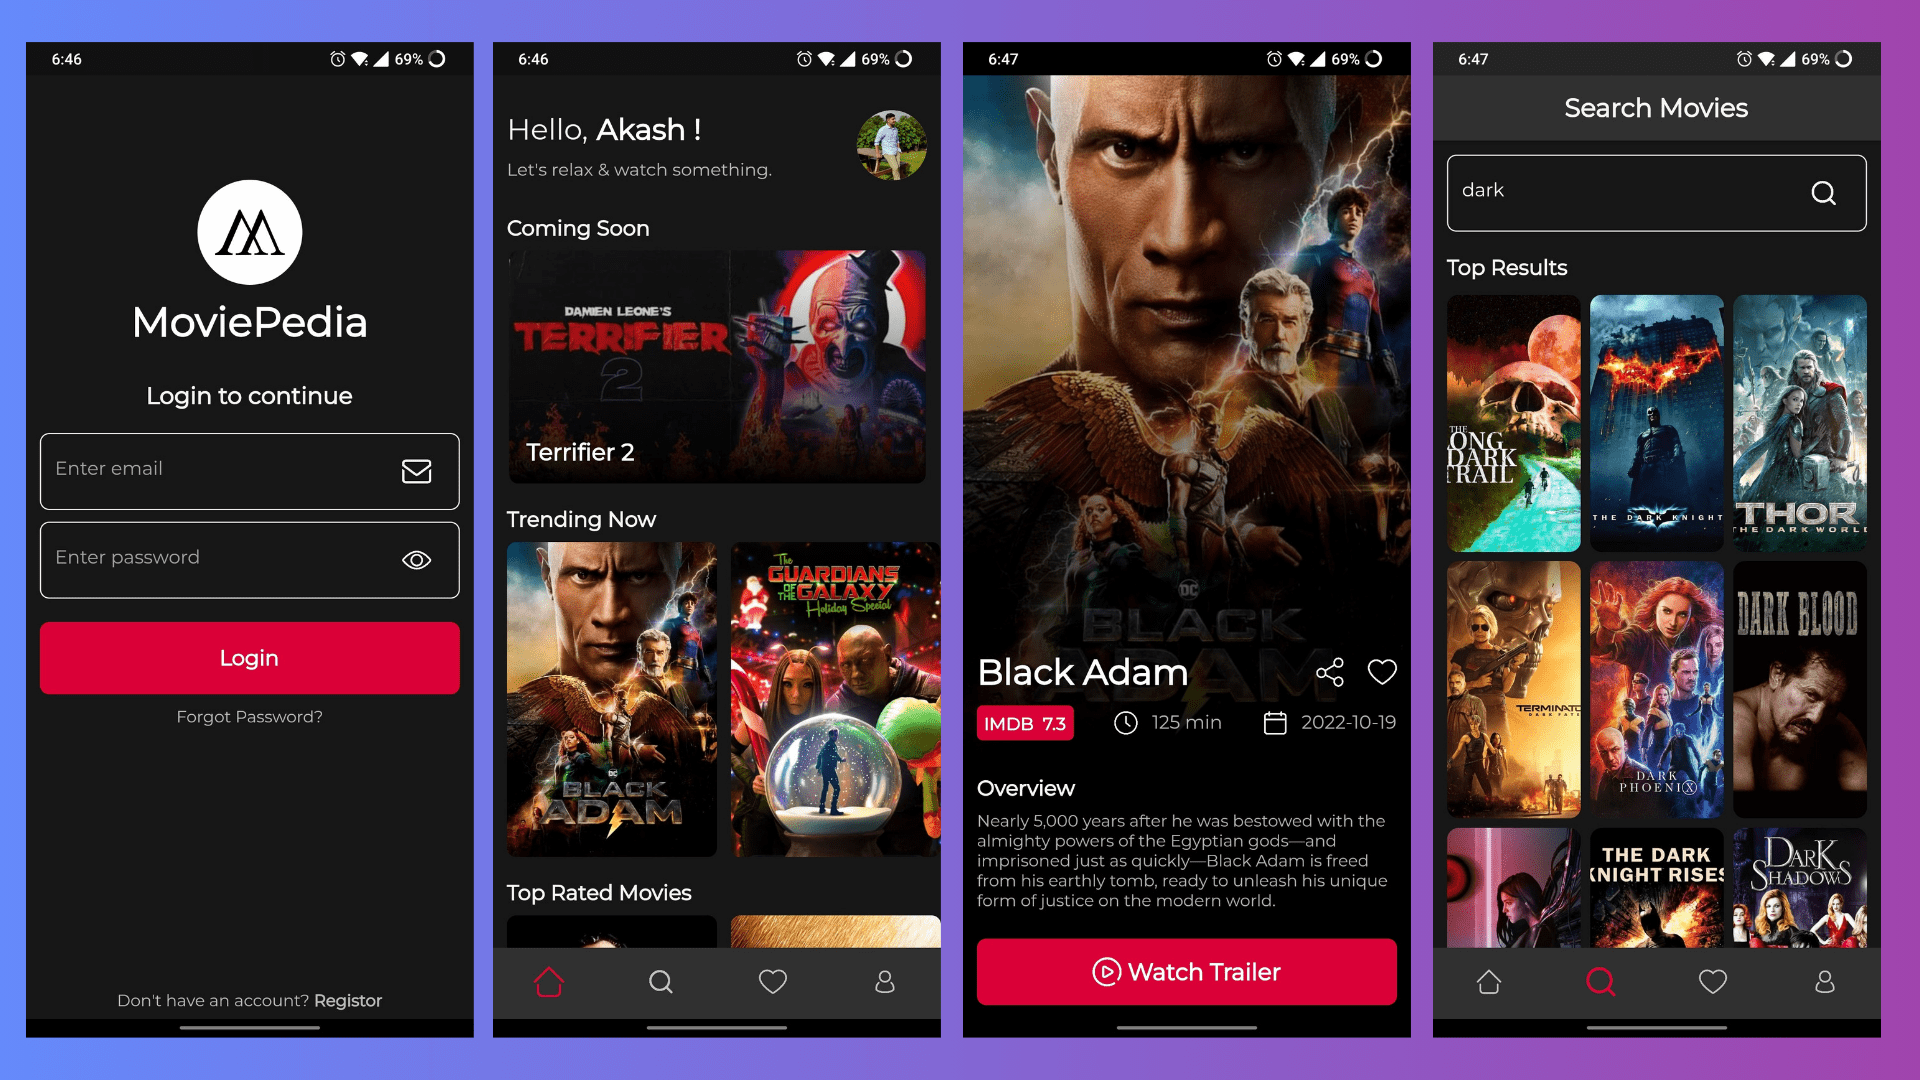 6:46
69%
MoviePedia
Login to continue
Enter email
Enter password
Login
Forgot Password?
Don't have an account? Registor
6:46
69%
Hello, Akash !
Let's relax & watch something.
Coming Soon
DAMIEN LEONE'S
TERRIFIER
2
Terrifier 2
Trending Now
DC
BLACK
ADAM
The
GUARDIANS
OF THE GALAXY
Holiday Special
Top Rated Movies
6:47
69%
DC
BLACK
ADAM
Black Adam
IMDB 7.3
125 min
2022-10-19
Overview
Nearly 5,000 years after he was bestowed with the
almighty powers of the Egyptian gods—and
imprisoned just as quickly—Black Adam is freed
from his earthly tomb, ready to unleash his unique
form of justice on the modern world.
Watch Trailer
6:47
69%
Search Movies
dark
Top Results
THE
ONG
DARK
TRAIL
THE DARK KNIGHT
THOR
THE DARK WORL
TERMINATO
DARK FATE
DARK
PHOENIX
DARK BLOOD
THE DARK
KNIGHT RISES
DARK
SHADOWS